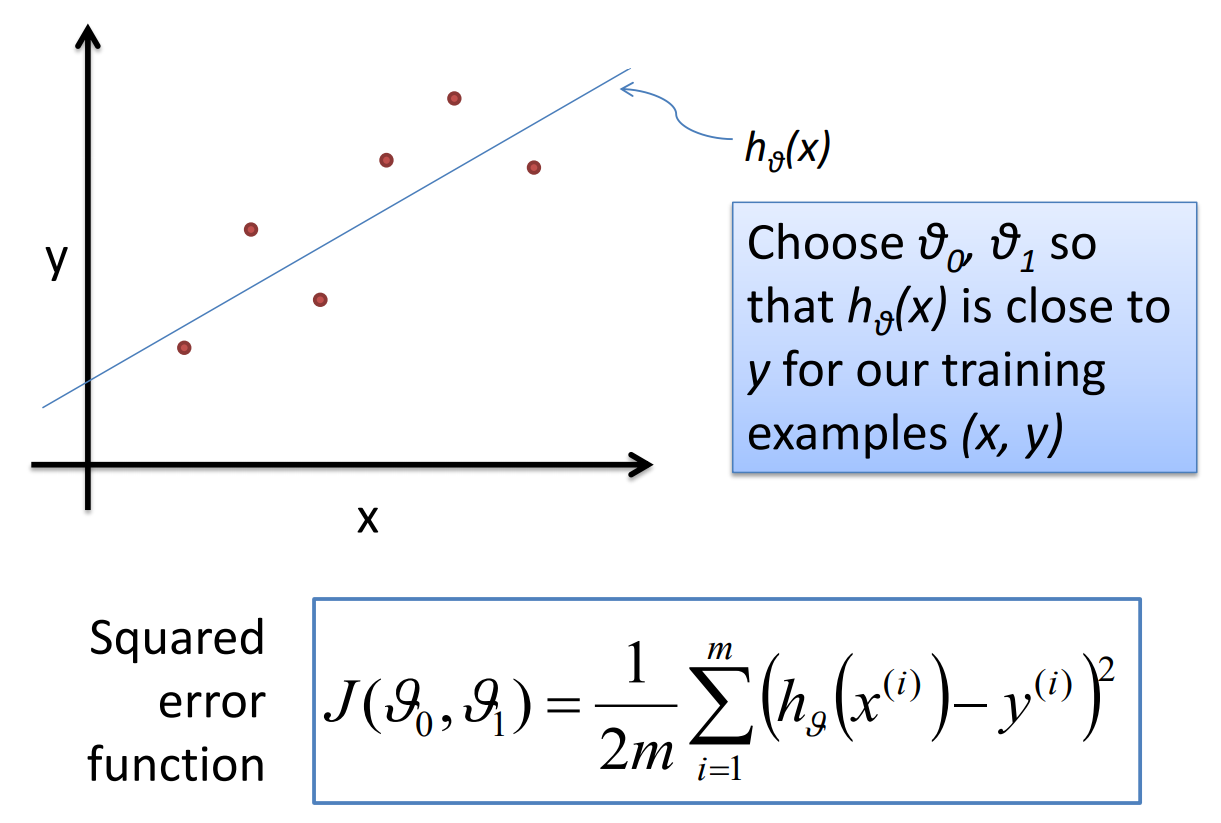 y
x
hϑ(x)
Choose ϑ0, ϑ1 so
that hϑ(x) is close to
y for our training
examples (x, y)
Squared
error
function
J(ϑ0, ϑ1) = 1/2m ∑i=1m (hϑ(x(i)) − y(i))2